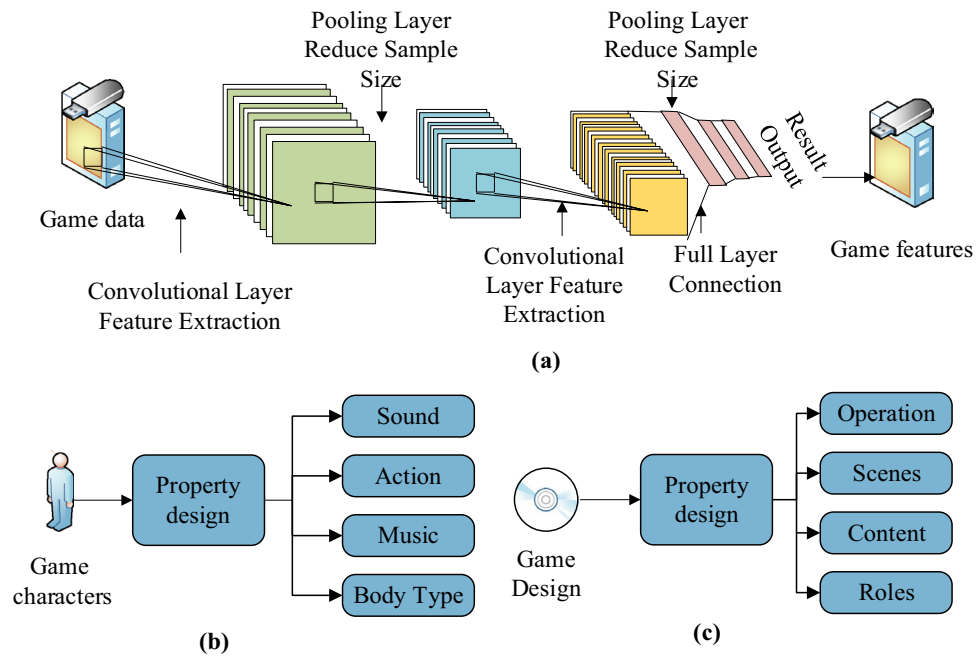 Pooling Layer
Reduce Sample
Size
Pooling Layer
Reduce Sample
Size
Result
Output
Game data
Convolutional Layer
Feature Extraction
Convolutional
Layer Feature
Extraction
Full Layer
Connection
Game features
(a)
Game
characters
Property
design
Sound
Action
Music
Body Type
(b)
Game
Design
Property
design
Operation
Scenes
Content
Roles
(c)